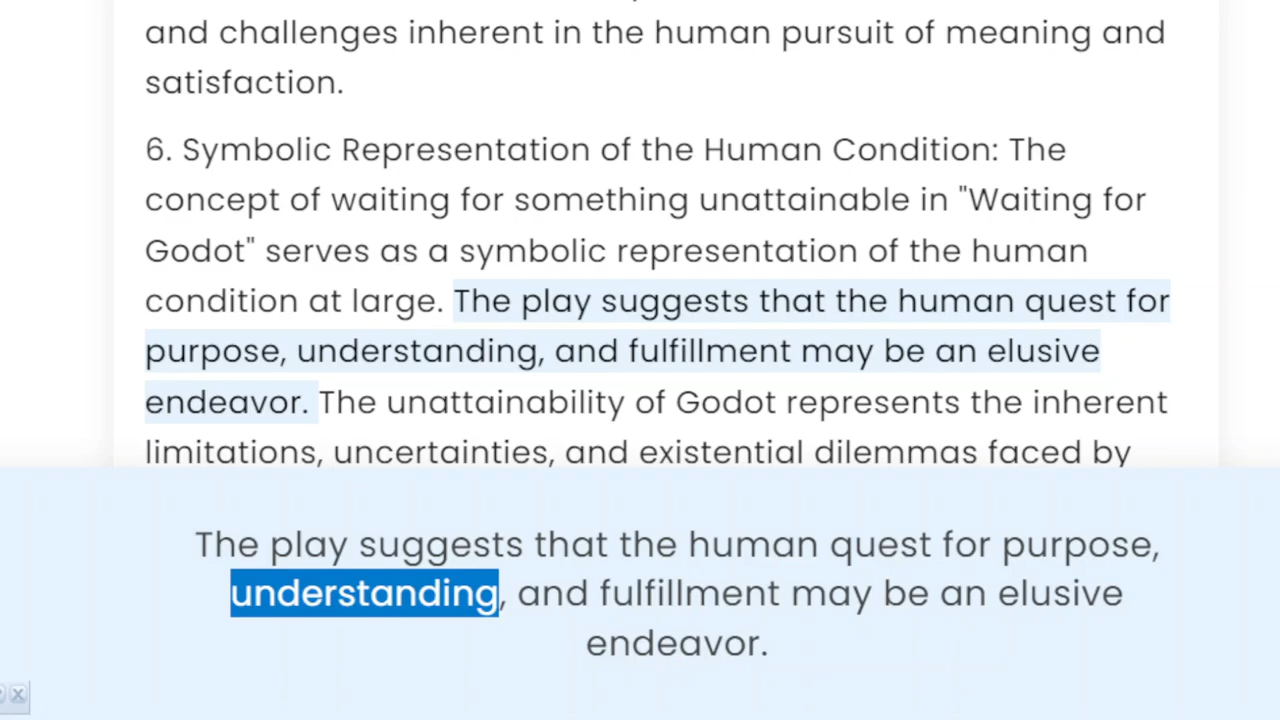 and challenges inherent in the human pursuit of meaning and
satisfaction.
6. Symbolic Representation of the Human Condition: The
concept of waiting for something unattainable in "Waiting for
Godot" serves as a symbolic representation of the human
condition at large. The play suggests that the human quest for
purpose, understanding, and fulfillment may be an elusive
endeavor. The unattainability of Godot represents the inherent
limitations, uncertainties, and existential dilemmas faced by
The play suggests that the human quest for purpose,
understanding, and fulfillment may be an elusive
endeavor.